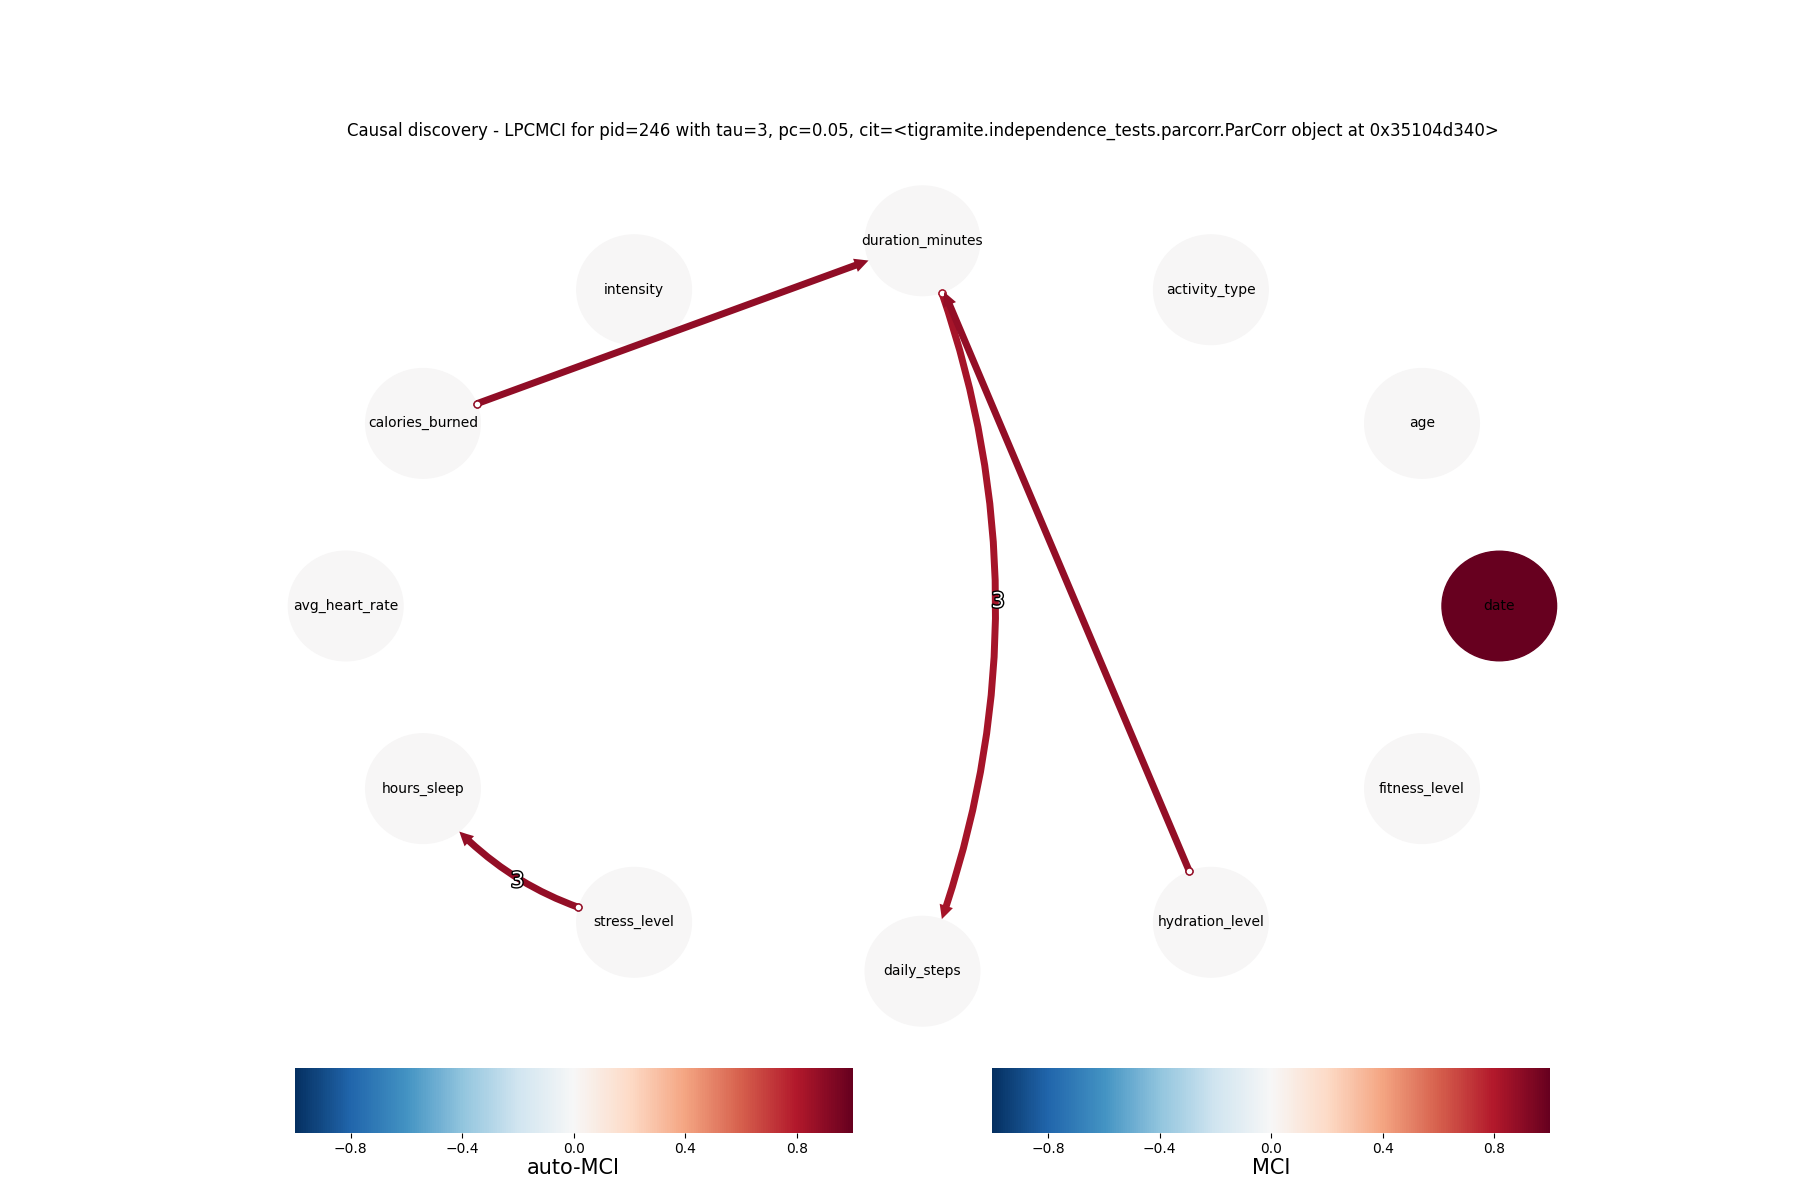 Causal discovery - LPCMCI for pid=246 with tau=3, pc=0.05, cit=<tigramite.independence_tests.parcorr.ParCorr object at 0x35104d340>
duration_minutes
intensity
activity_type
calories_burned
age
3
avg_heart_rate
date
hours_sleep
fitness_level
3
stress_level
hydration_level
daily_steps
−0.8 −0.4 0.0 0.4 0.8
auto-MCI
−0.8 −0.4 0.0 0.4 0.8
MCI